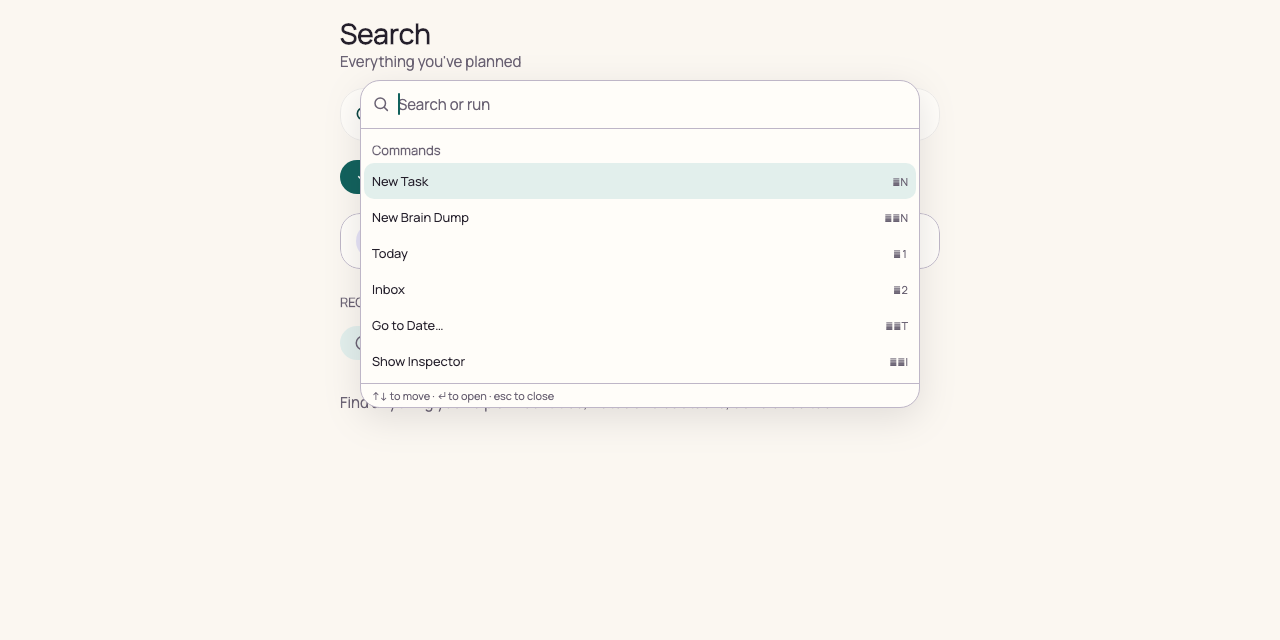 Search
Everything you've planned
Search or run
Commands
New Task N
New Brain Dump N
Today 1
Inbox 2
Go to Date… T
Show Inspector I
↑↓ to move · ↵ to open · esc to close